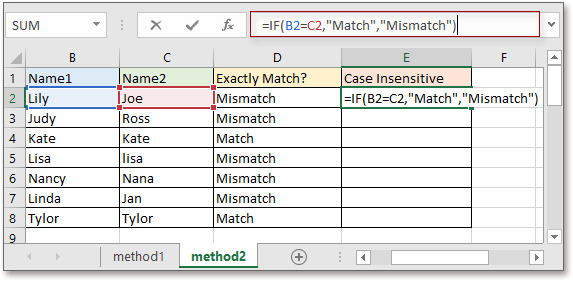 SUM =IF(B2=C2,"Match","Mismatch")
B C D E F
1 Name1 Name2 Exactly Match? Case Insensitive
2 Lily Joe Mismatch =IF(B2=C2,"Match","Mismatch")
3 Judy Ross Mismatch
4 Kate Kate Match
5 Lisa lisa Mismatch
6 Nancy Nana Mismatch
7 Linda Jan Mismatch
8 Tylor Tylor Match
9
method1 method2